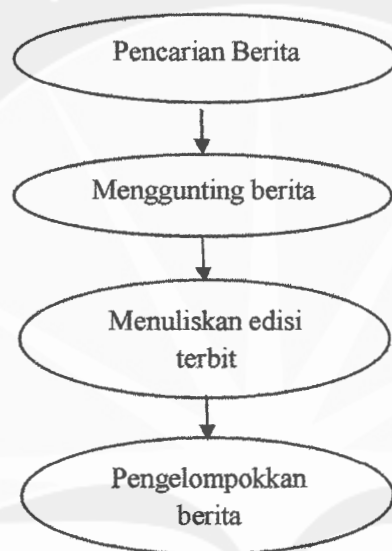 Pencarian Berita
Menggunting berita
Menuliskan edisi
terbit
Pengelompokkan
berita